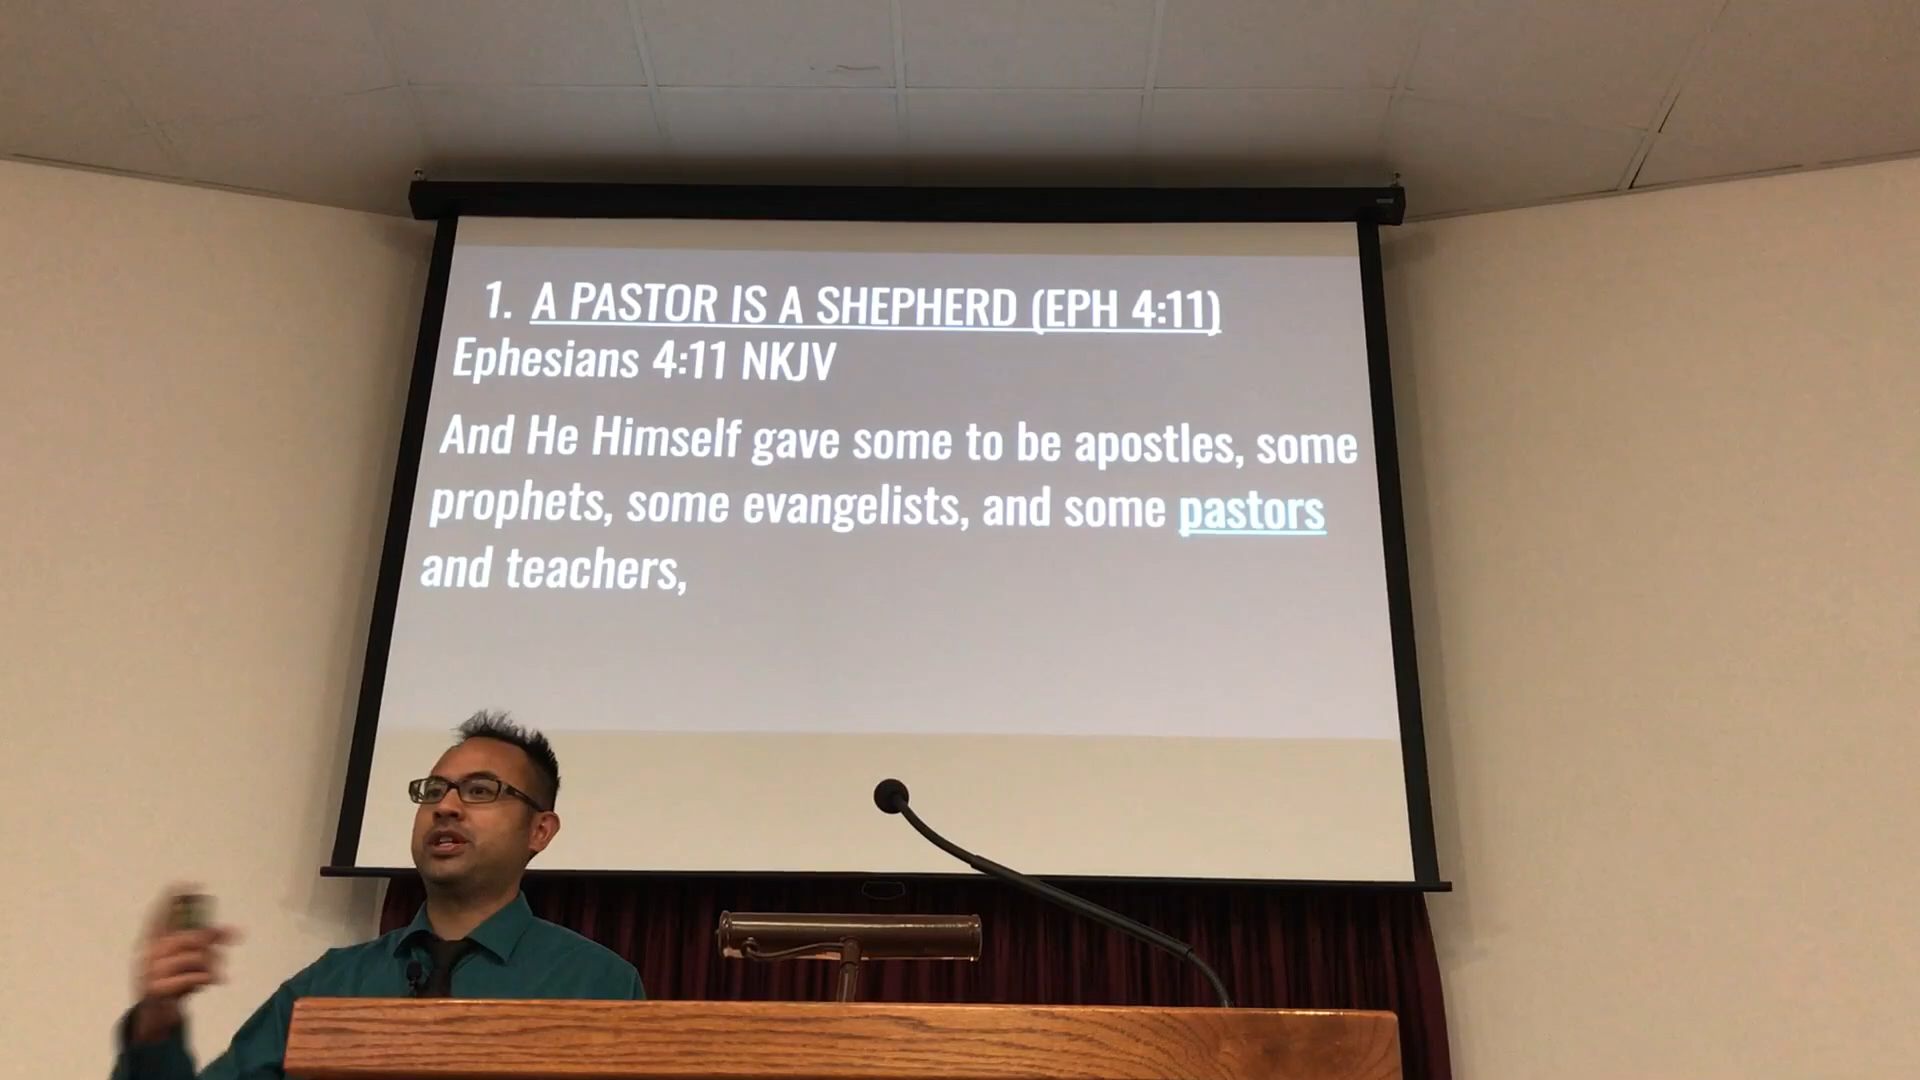 1. A PASTOR IS A SHEPHERD (EPH 4:11)
Ephesians 4:11 NKJV
And He Himself gave some to be apostles, some
prophets, some evangelists, and some pastors
and teachers,